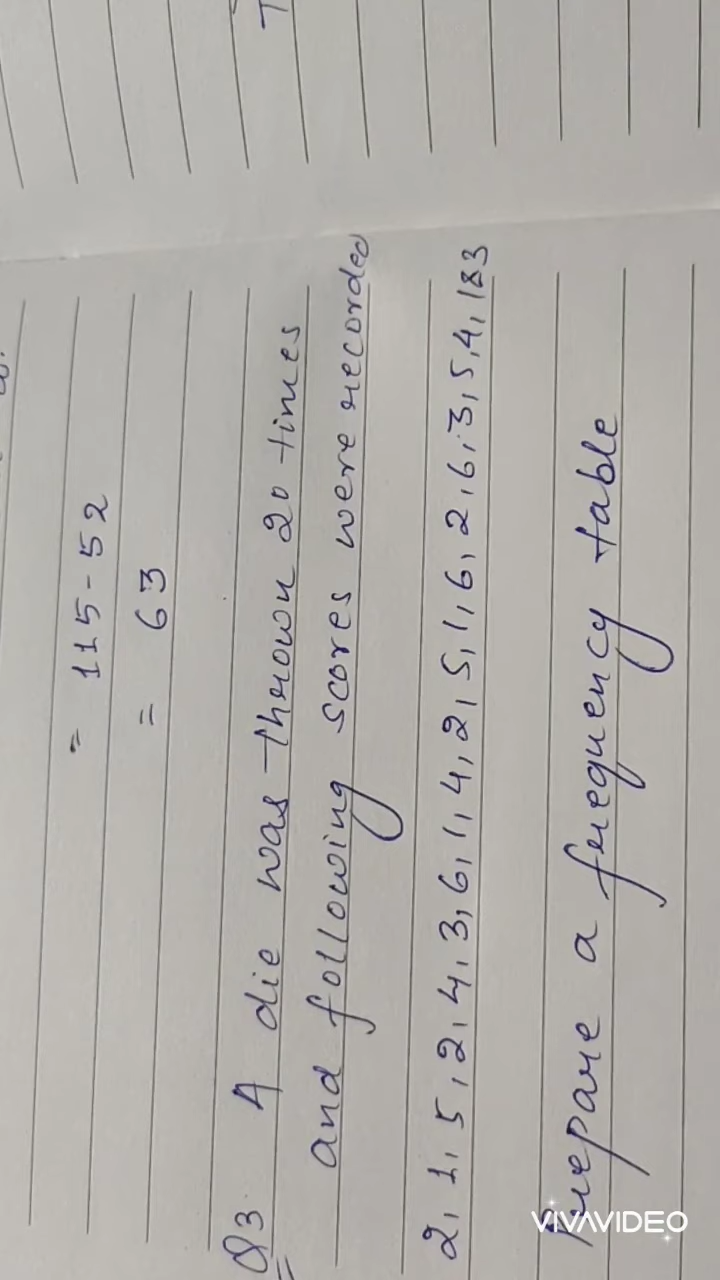 = 115-52
= 63
Q3 A die was thrown 20 times
and following scores were recorded
2, 1, 5, 2, 4, 3, 6, 1, 4, 2, 5, 1, 6, 2, 6, 3, 5, 4, 1&3
Prepare a frequency table
VIVAVIDEO